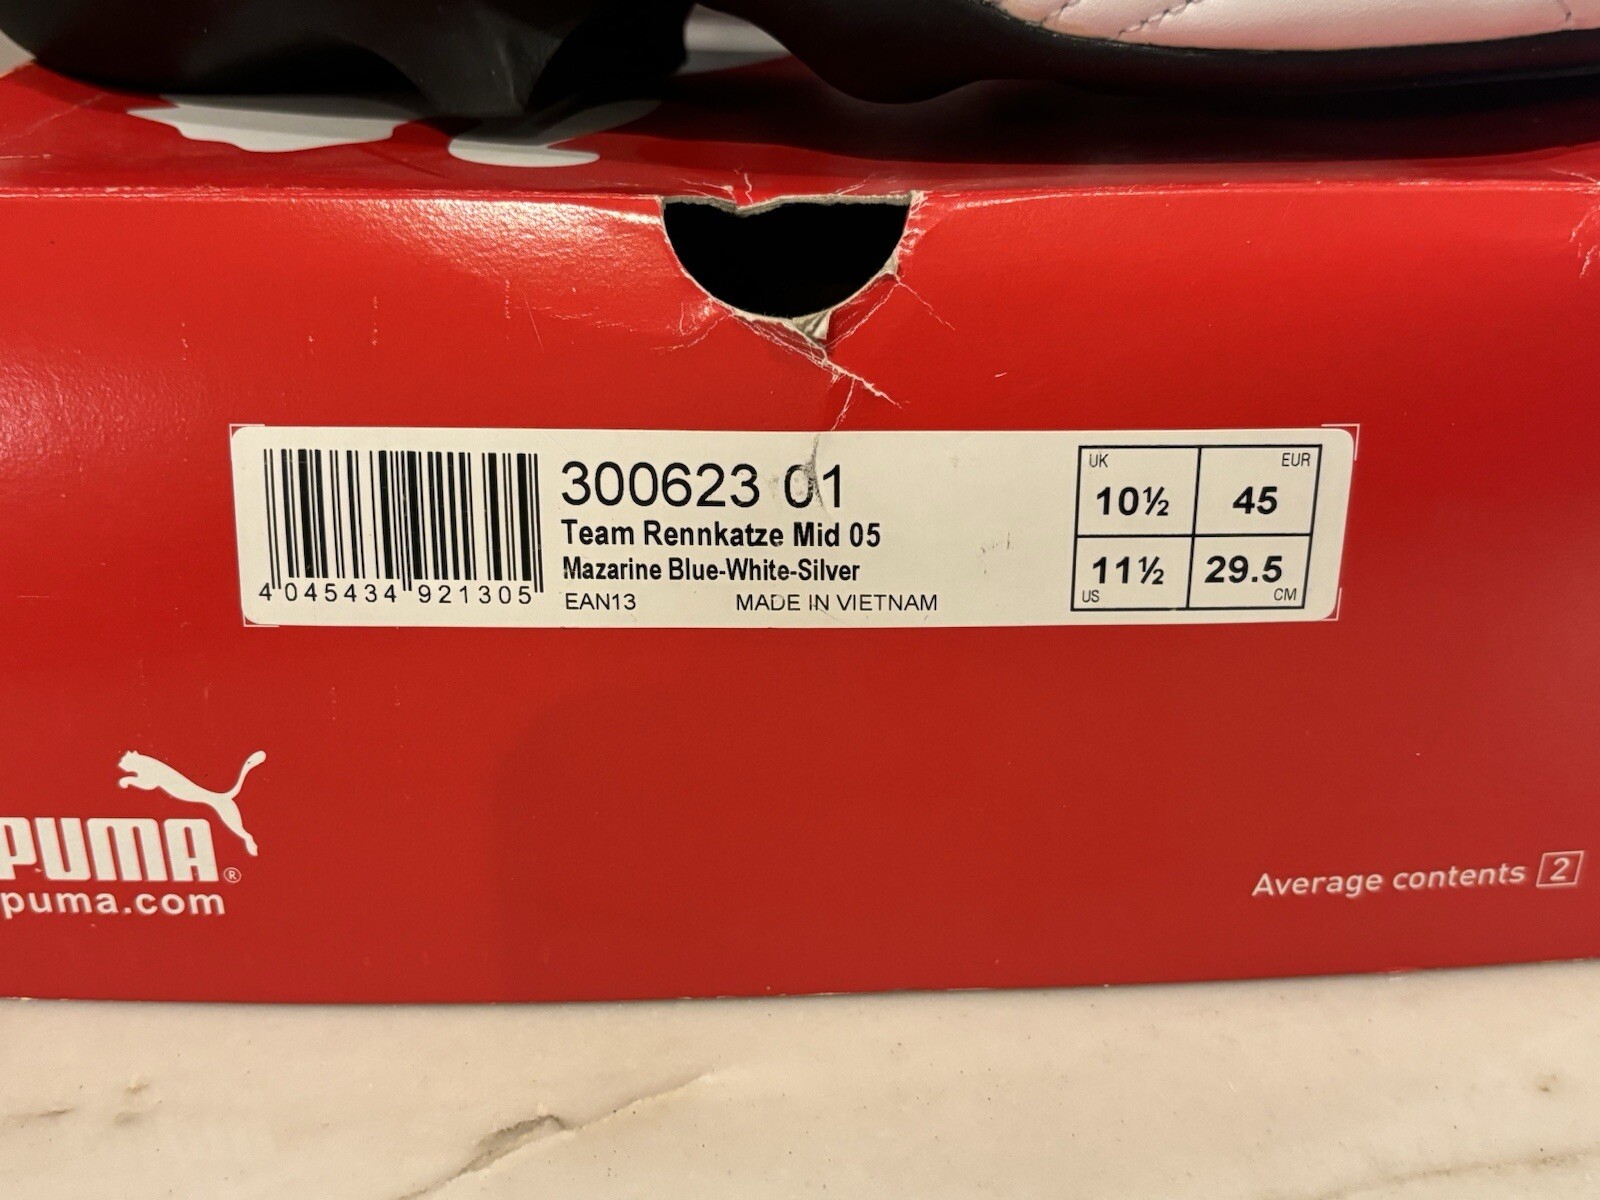 300623 01
Team Rennkatze Mid 05
Mazarine Blue-White-Silver
EAN13 MADE IN VIETNAM
4 045434 921305
UK 10½
EUR 45
11½ US
29.5 CM
PUMA®
puma.com
Average contents 2